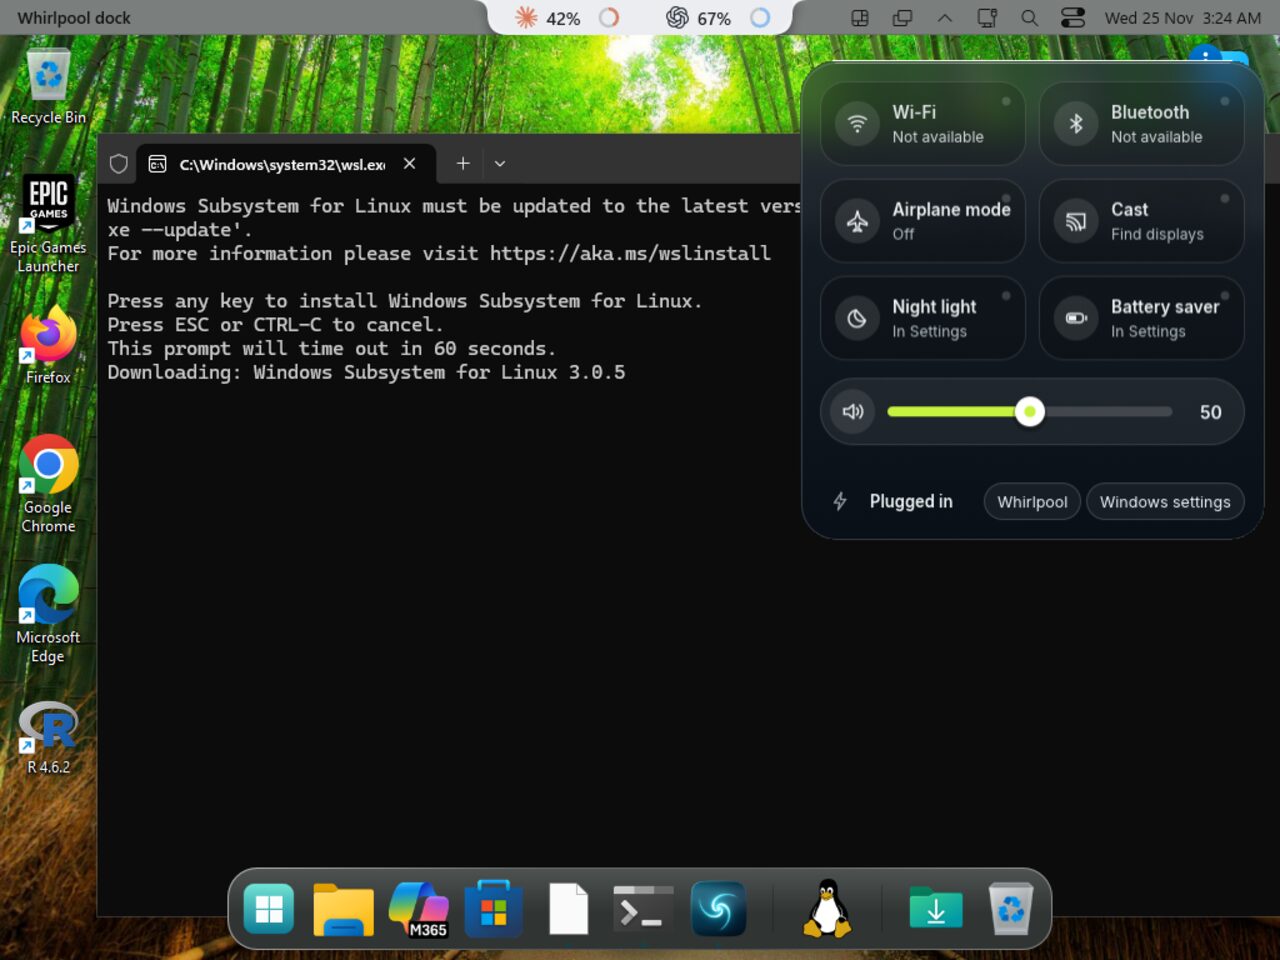 Whirlpool dock
42%
67%
Wed 25 Nov 3:24 AM
Recycle Bin
EPIC
GAMES
Epic Games
Launcher
Firefox
Google
Chrome
Microsoft
Edge
R 4.6.2
C:\Windows\system32\wsl.exe
Windows Subsystem for Linux must be updated to the latest vers
xe --update'.
For more information please visit https://aka.ms/wslinstall
Press any key to install Windows Subsystem for Linux.
Press ESC or CTRL-C to cancel.
This prompt will time out in 60 seconds.
Downloading: Windows Subsystem for Linux 3.0.5
Wi-Fi
Not available
Bluetooth
Not available
Airplane mode
Off
Cast
Find displays
Night light
In Settings
Battery saver
In Settings
50
Plugged in
Whirlpool
Windows settings
M365